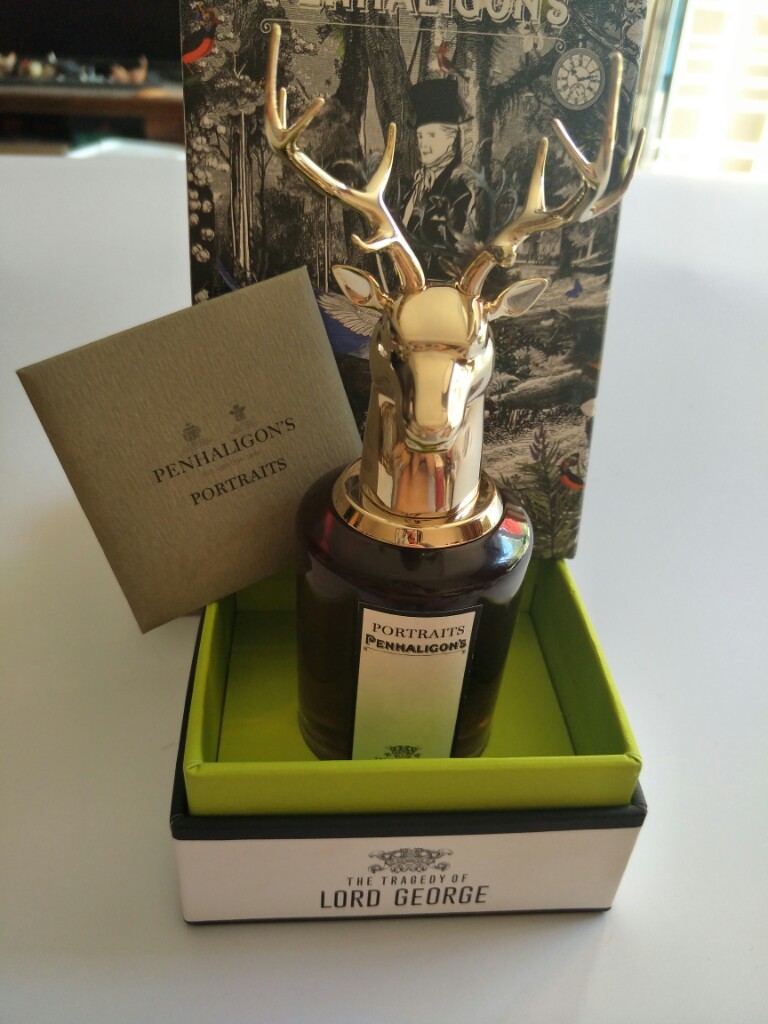 PENHALIGON'S
PENHALIGON'S
PORTRAITS
PORTRAITS
PENHALIGON'S
THE TRAGEDY OF
LORD GEORGE